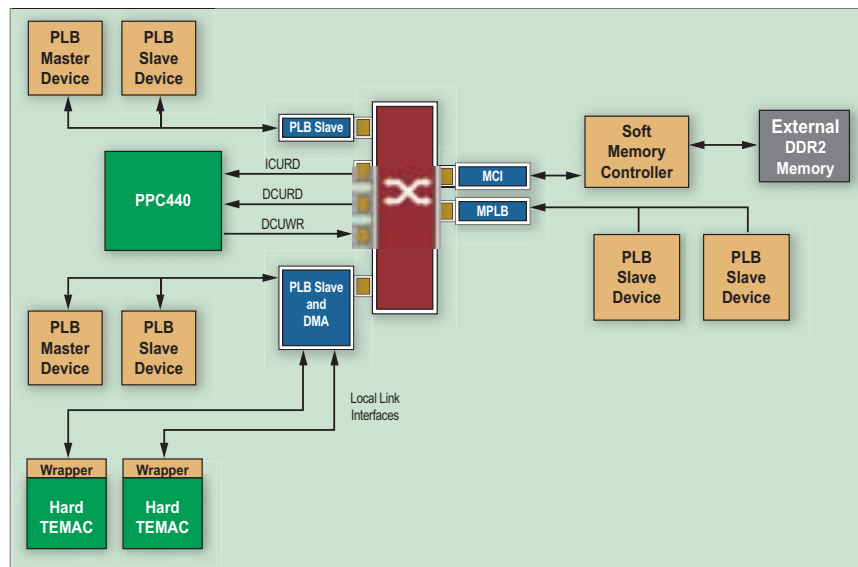 PLB
Master
Device
PLB
Slave
Device
PLB Slave
ICURD
DCURD
DCUWR
PPC440
MCI
MPLB
Soft
Memory
Controller
External
DDR2
Memory
PLB
Slave
Device
PLB
Slave
Device
PLB Slave
and
DMA
PLB
Master
Device
PLB
Slave
Device
Local Link
Interfaces
Wrapper
Hard
TEMAC
Wrapper
Hard
TEMAC